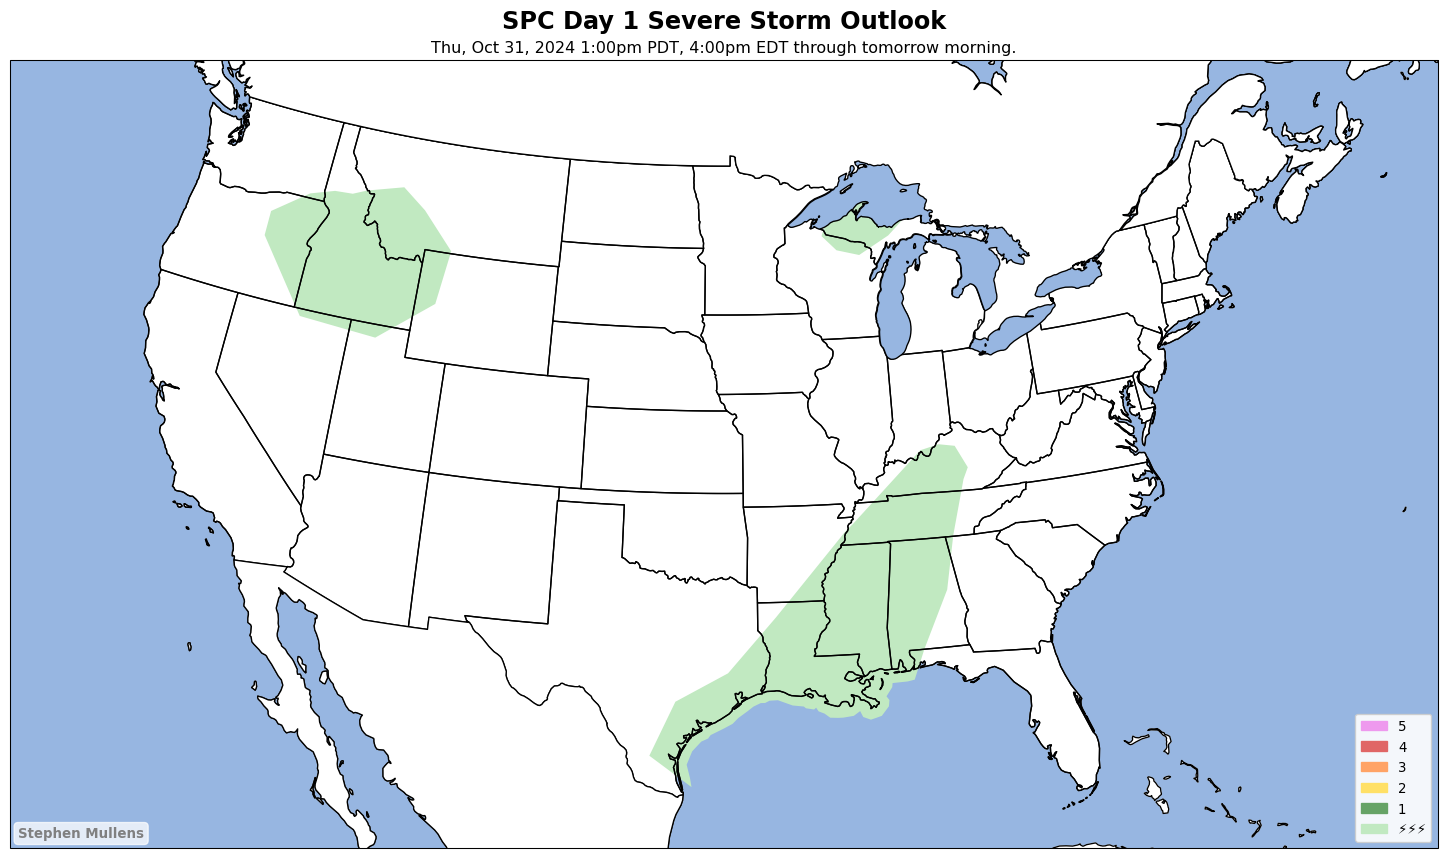 SPC Day 1 Severe Storm Outlook
Thu, Oct 31, 2024 1:00pm PDT, 4:00pm EDT through tomorrow morning.
5
4
3
2
1
⚡⚡⚡
Stephen Mullens